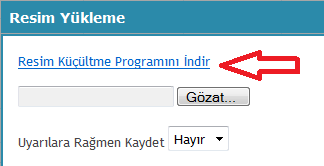 Resim Yükleme
Resim Küçültme Programını İndir
Gözat...
Uyarılara Rağmen Kaydet Hayır